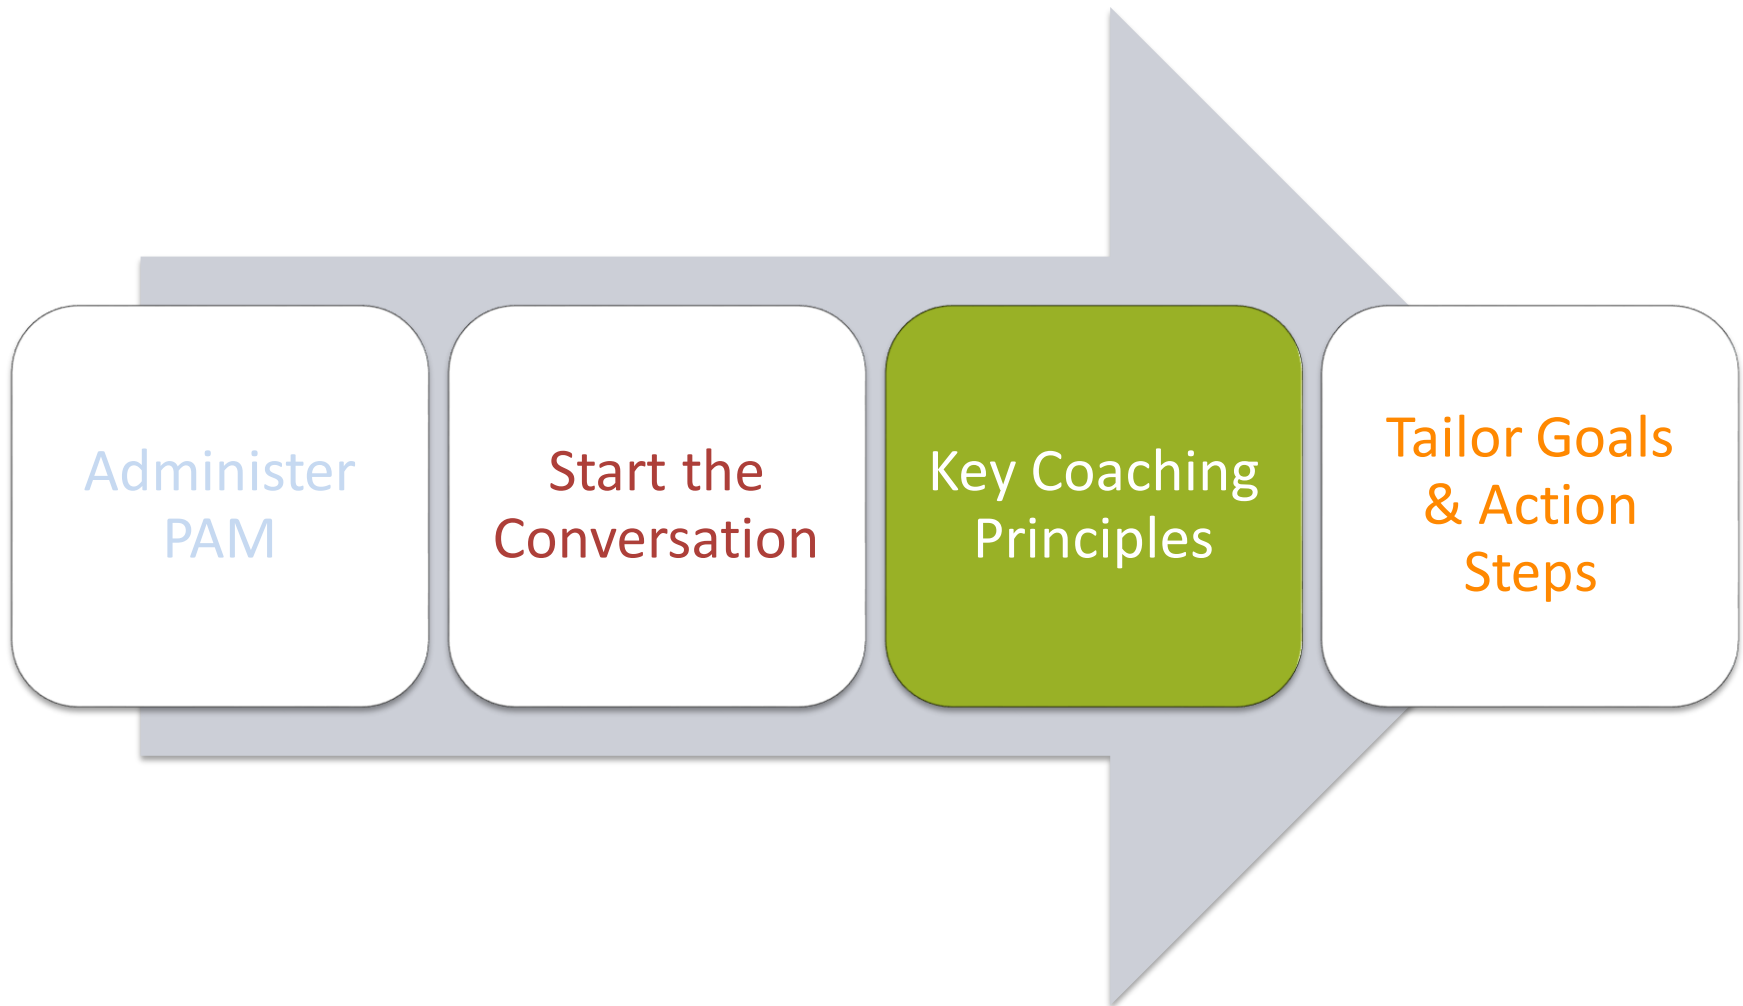 Administer
PAM
Start the
Conversation
Key Coaching
Principles
Tailor Goals
& Action
Steps